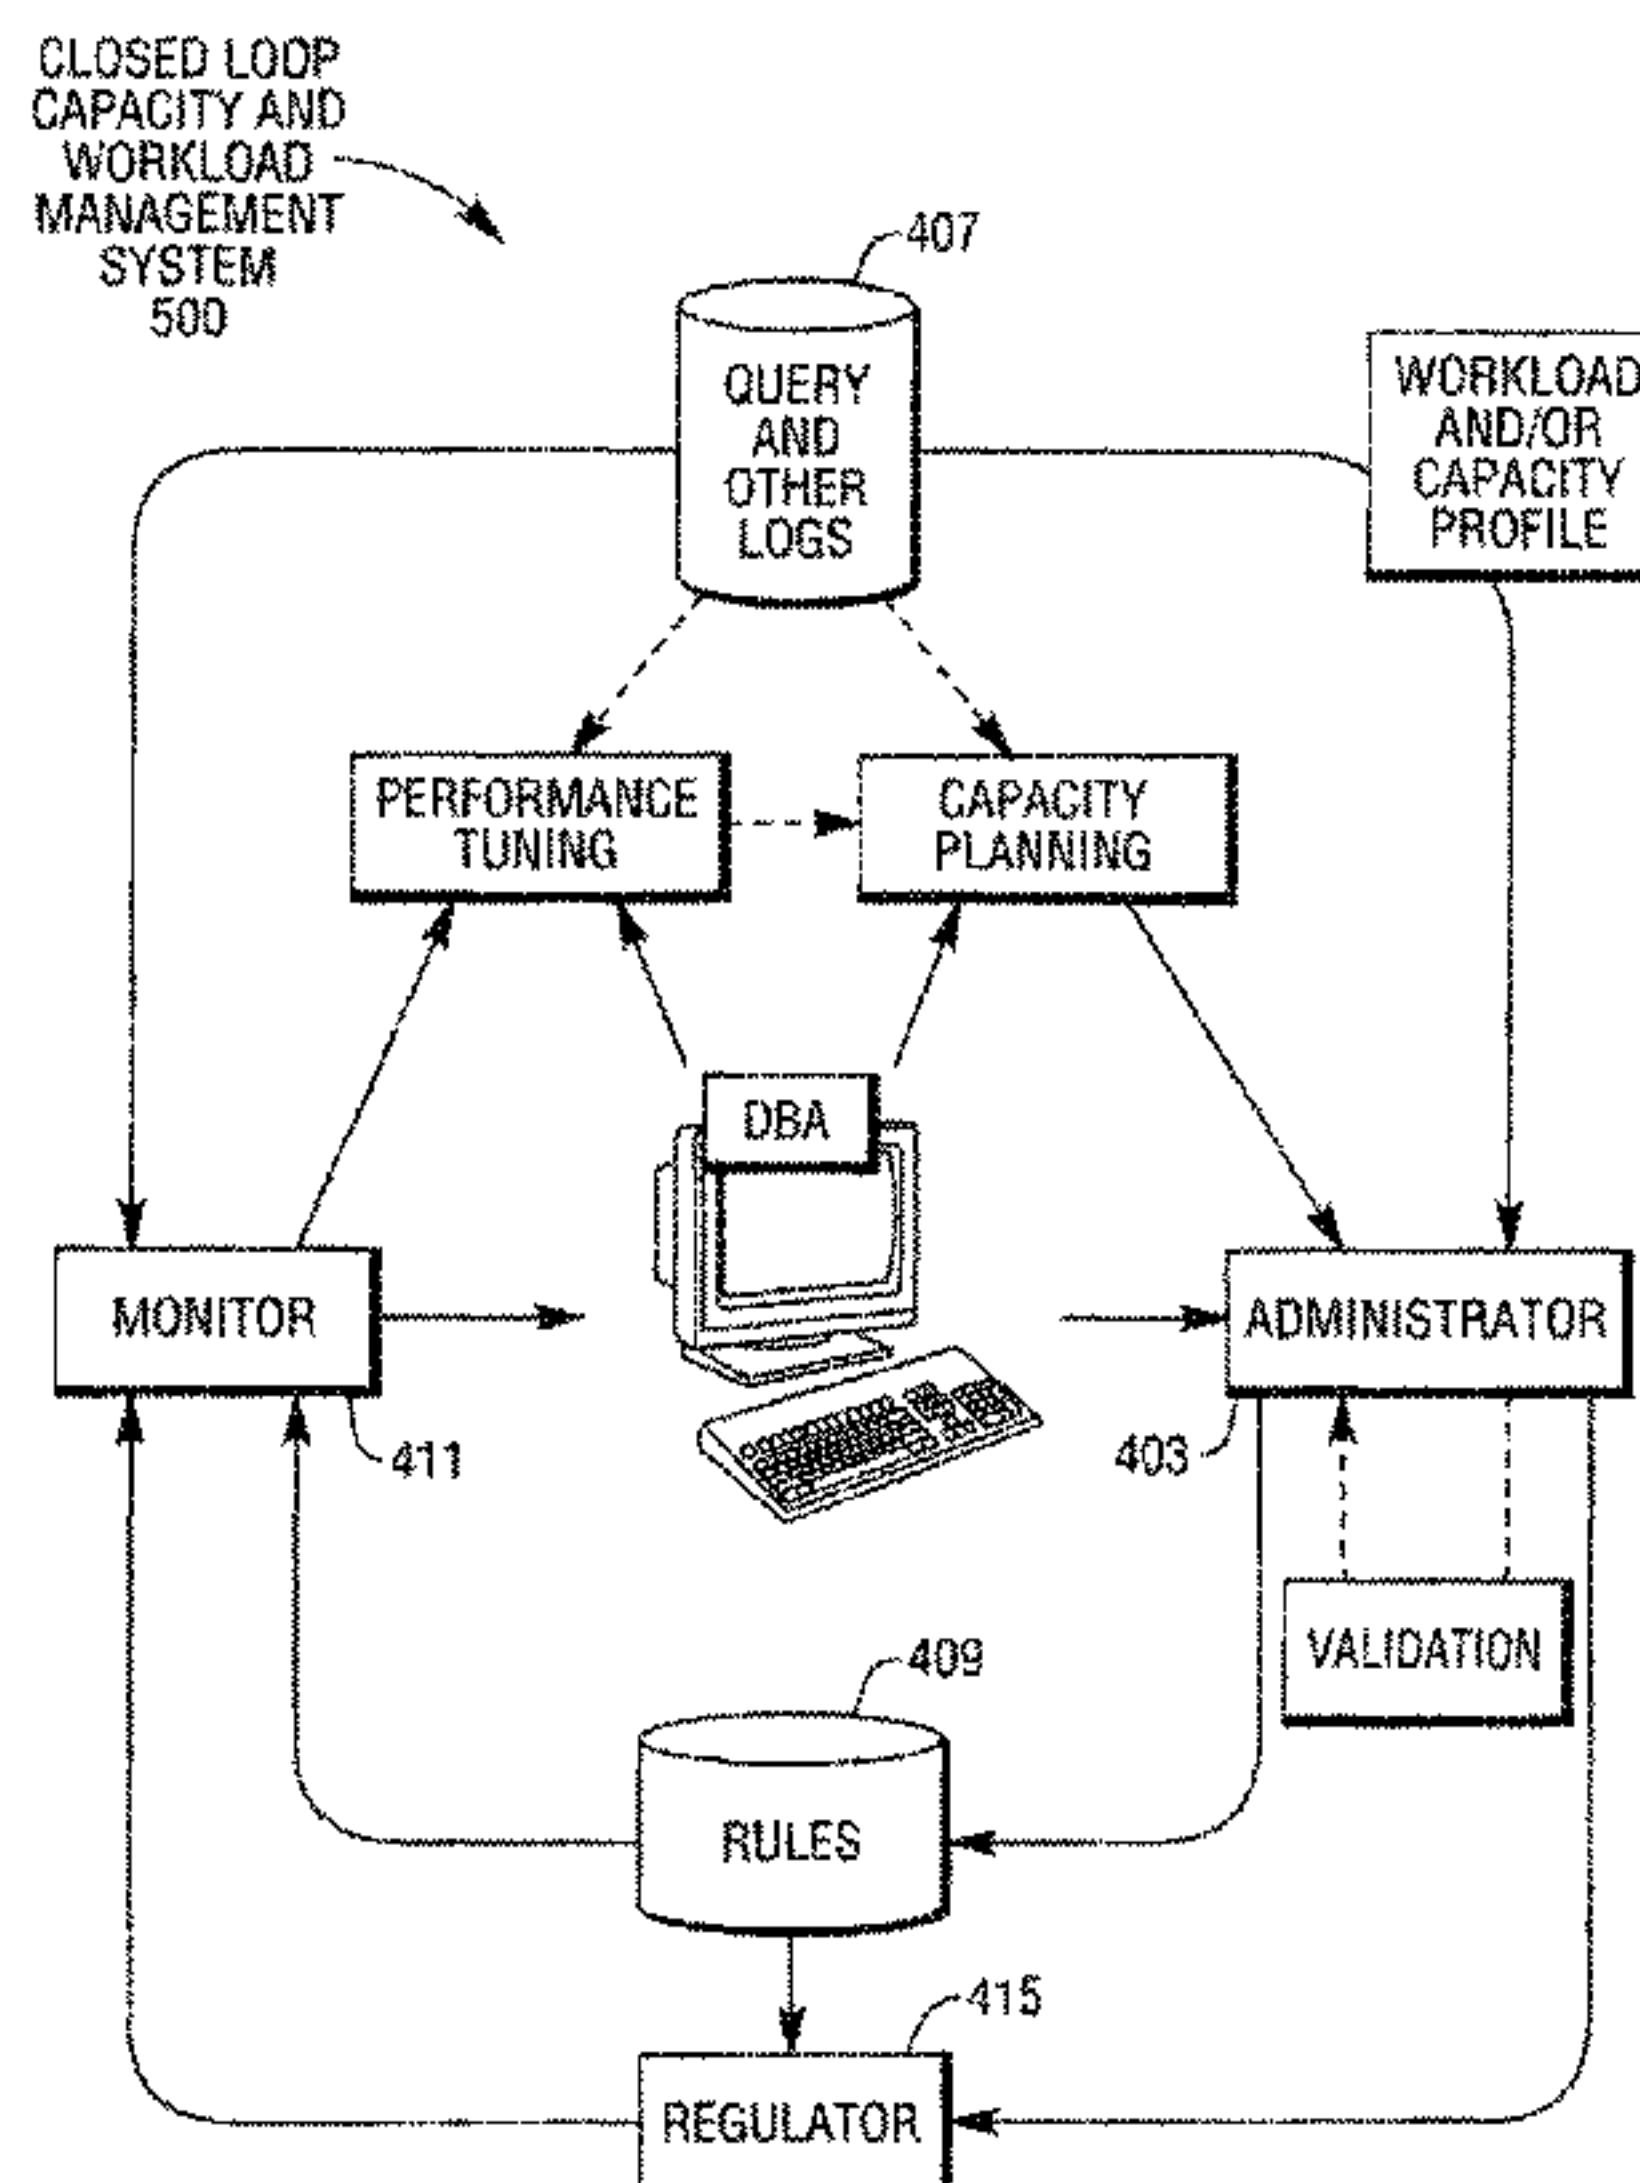 CLOSED LOOP
CAPACITY AND
WORKLOAD
MANAGEMENT
SYSTEM
500
407
QUERY
AND
OTHER
LOGS
WORKLOAD
AND/OR
CAPACITY
PROFILE
PERFORMANCE
TUNING
CAPACITY
PLANNING
DBA
MONITOR
ADMINISTRATOR
411
403
VALIDATION
409
RULES
415
REGULATOR